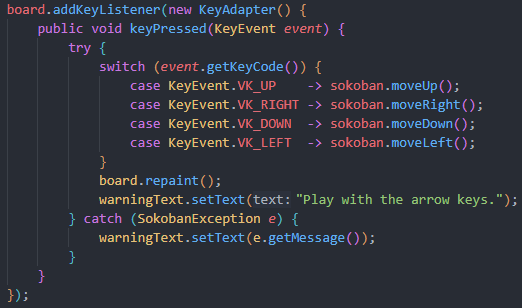 board.addKeyListener(new KeyAdapter() {
    public void keyPressed(KeyEvent event) {
        try {
            switch (event.getKeyCode()) {
                case KeyEvent.VK_UP    -> sokoban.moveUp();
                case KeyEvent.VK_RIGHT -> sokoban.moveRight();
                case KeyEvent.VK_DOWN  -> sokoban.moveDown();
                case KeyEvent.VK_LEFT  -> sokoban.moveLeft();
            }
            board.repaint();
            warningText.setText(text: "Play with the arrow keys.");
        } catch (SokobanException e) {
            warningText.setText(e.getMessage());
        }
    }
});